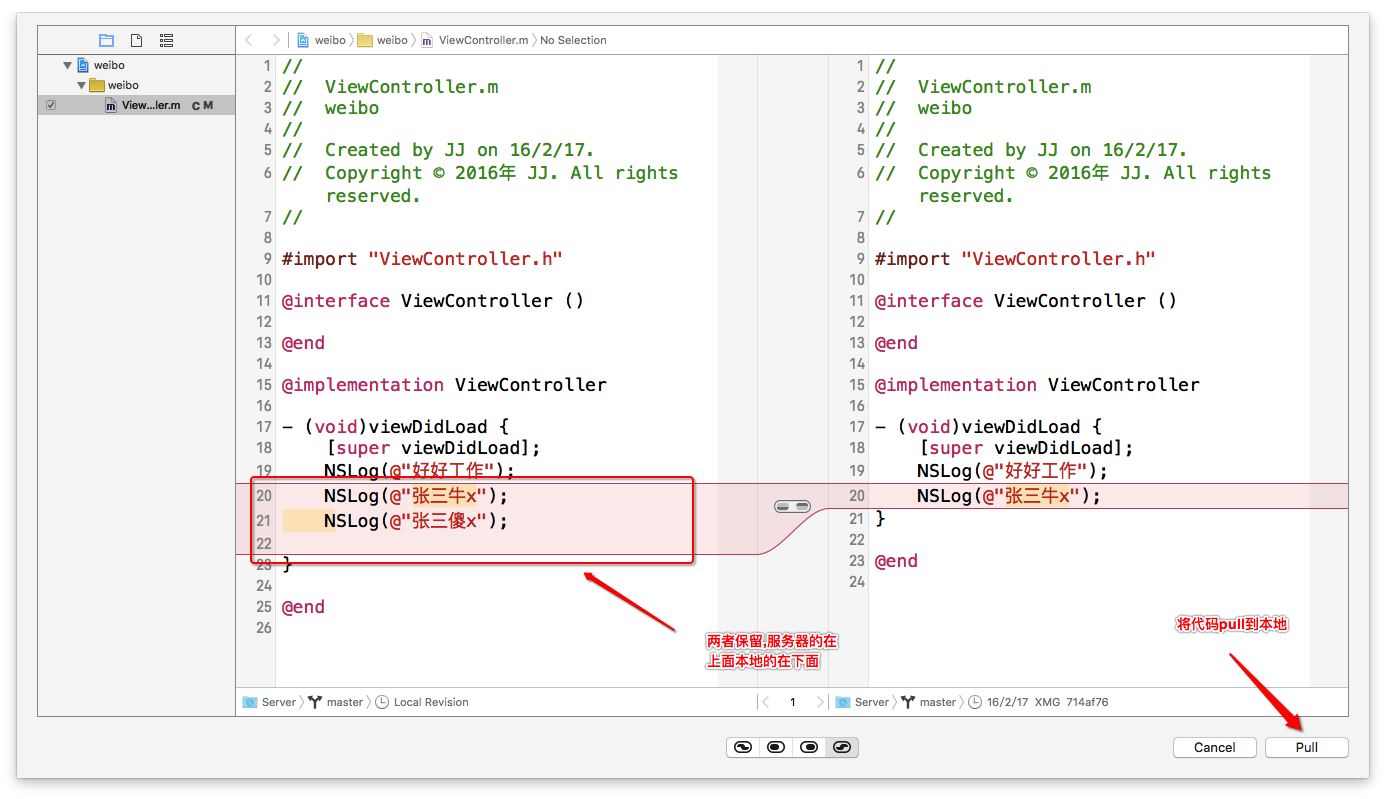 weibo
weibo
View...ler.m C M
weibo 〉 weibo 〉 ViewController.m 〉 No Selection
1 //
2 //  ViewController.m
3 //  weibo
4 //
5 //  Created by JJ on 16/2/17.
6 //  Copyright © 2016年 JJ. All rights
reserved.
7 //
8
9 #import "ViewController.h"
10
11 @interface ViewController ()
12
13 @end
14
15 @implementation ViewController
16
17 - (void)viewDidLoad {
18     [super viewDidLoad];
19     NSLog(@"好好工作");
20     NSLog(@"张三牛x");
21     NSLog(@"张三傻x");
22
23 }
24
25 @end
26
两者保留,服务器的在
上面本地的在下面
Server 〉 master 〉 Local Revision
1 //
2 //  ViewController.m
3 //  weibo
4 //
5 //  Created by JJ on 16/2/17.
6 //  Copyright © 2016年 JJ. All rights
reserved.
7 //
8
9 #import "ViewController.h"
10
11 @interface ViewController ()
12
13 @end
14
15 @implementation ViewController
16
17 - (void)viewDidLoad {
18     [super viewDidLoad];
19     NSLog(@"好好工作");
20     NSLog(@"张三牛x");
21 }
22
23 @end
24
将代码pull到本地
1
Server 〉 master 〉 16/2/17 XMG 714af76
Cancel
Pull